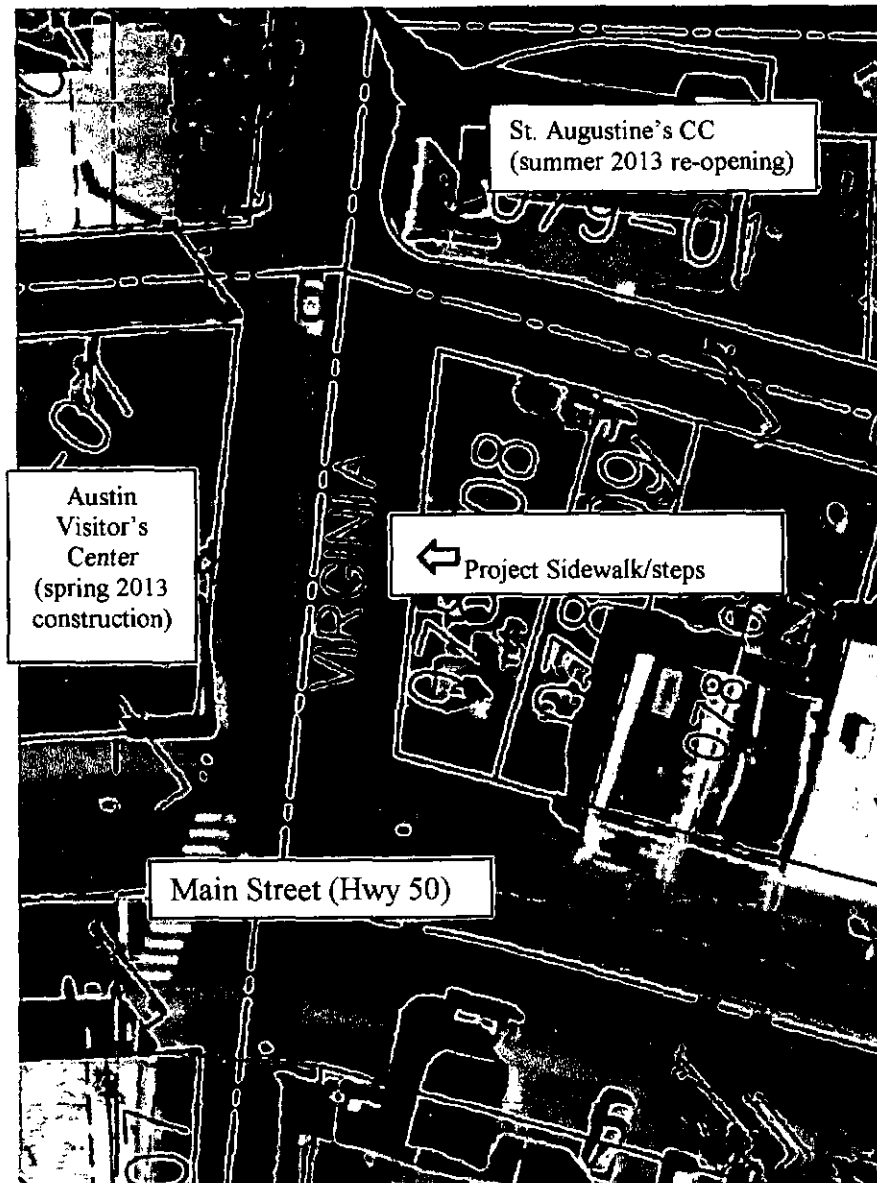 St. Augustine's CC
(summer 2013 re-opening)
VIRGINIA
Austin
Visitor's
Center
(spring 2013
construction)
Project Sidewalk/steps
078
Main Street (Hwy 50)